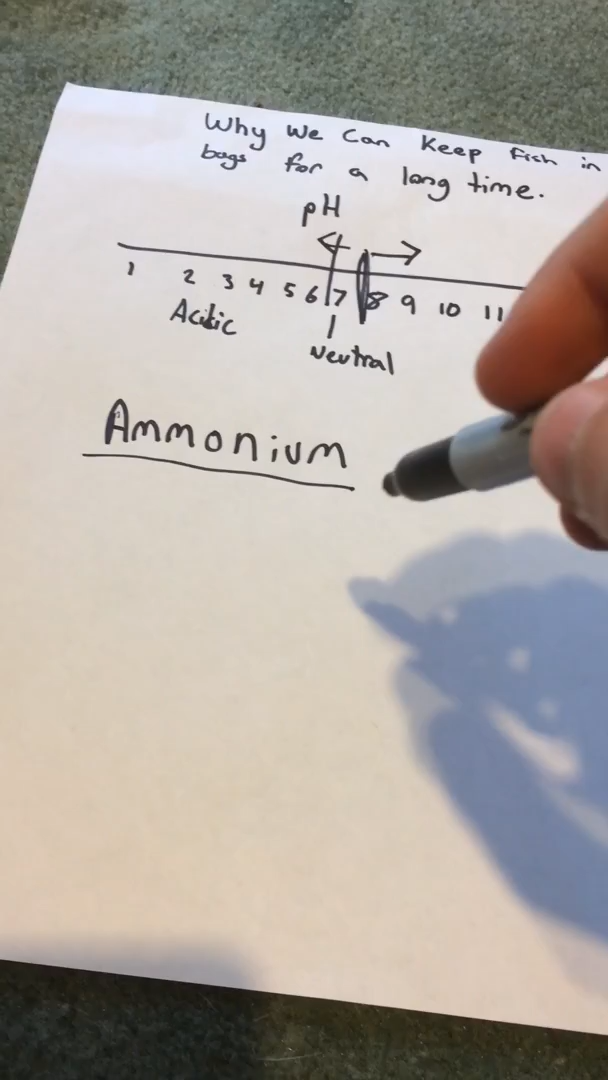 Why We Can Keep fish in
bags for a long time.
pH
1 2 3 4 5 6 7 8 9 10 11
Acitic
Neutral
Ammonium